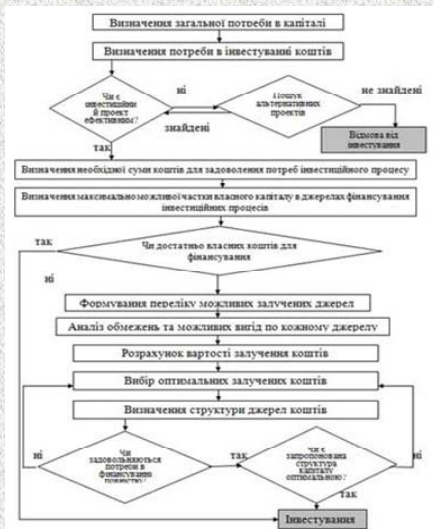 Визначення загальної потреби в капіталі
Визначення потреби в інвестуванні коштів
Чи є
інвестиційни
й проект
ефективним?
ні
Пошук
альтернативних
проектів
не знайдені
знайдені
Відмова від
інвестування
так
Визначення необхідної суми коштів для задоволення потреб інвестиційного процесу
Визначення максимально можливої частки власного капіталу в джерелах фінансування
інвестиційних процесів
так
Чи достатньо власних коштів для
фінансування
ні
Формування переліку можливих залучених джерел
Аналіз обмежень та можливих вигід по кожному джерелу
Розрахунок вартості залучення коштів
Вибір оптимальних залучених коштів
Визначення структури джерел коштів
ні
Чи
задовольняються
потреби в
фінансуванні
повністю?
так
Чи є
запропонована
структура
капіталу
оптимальною?
ні
так
Інвестування